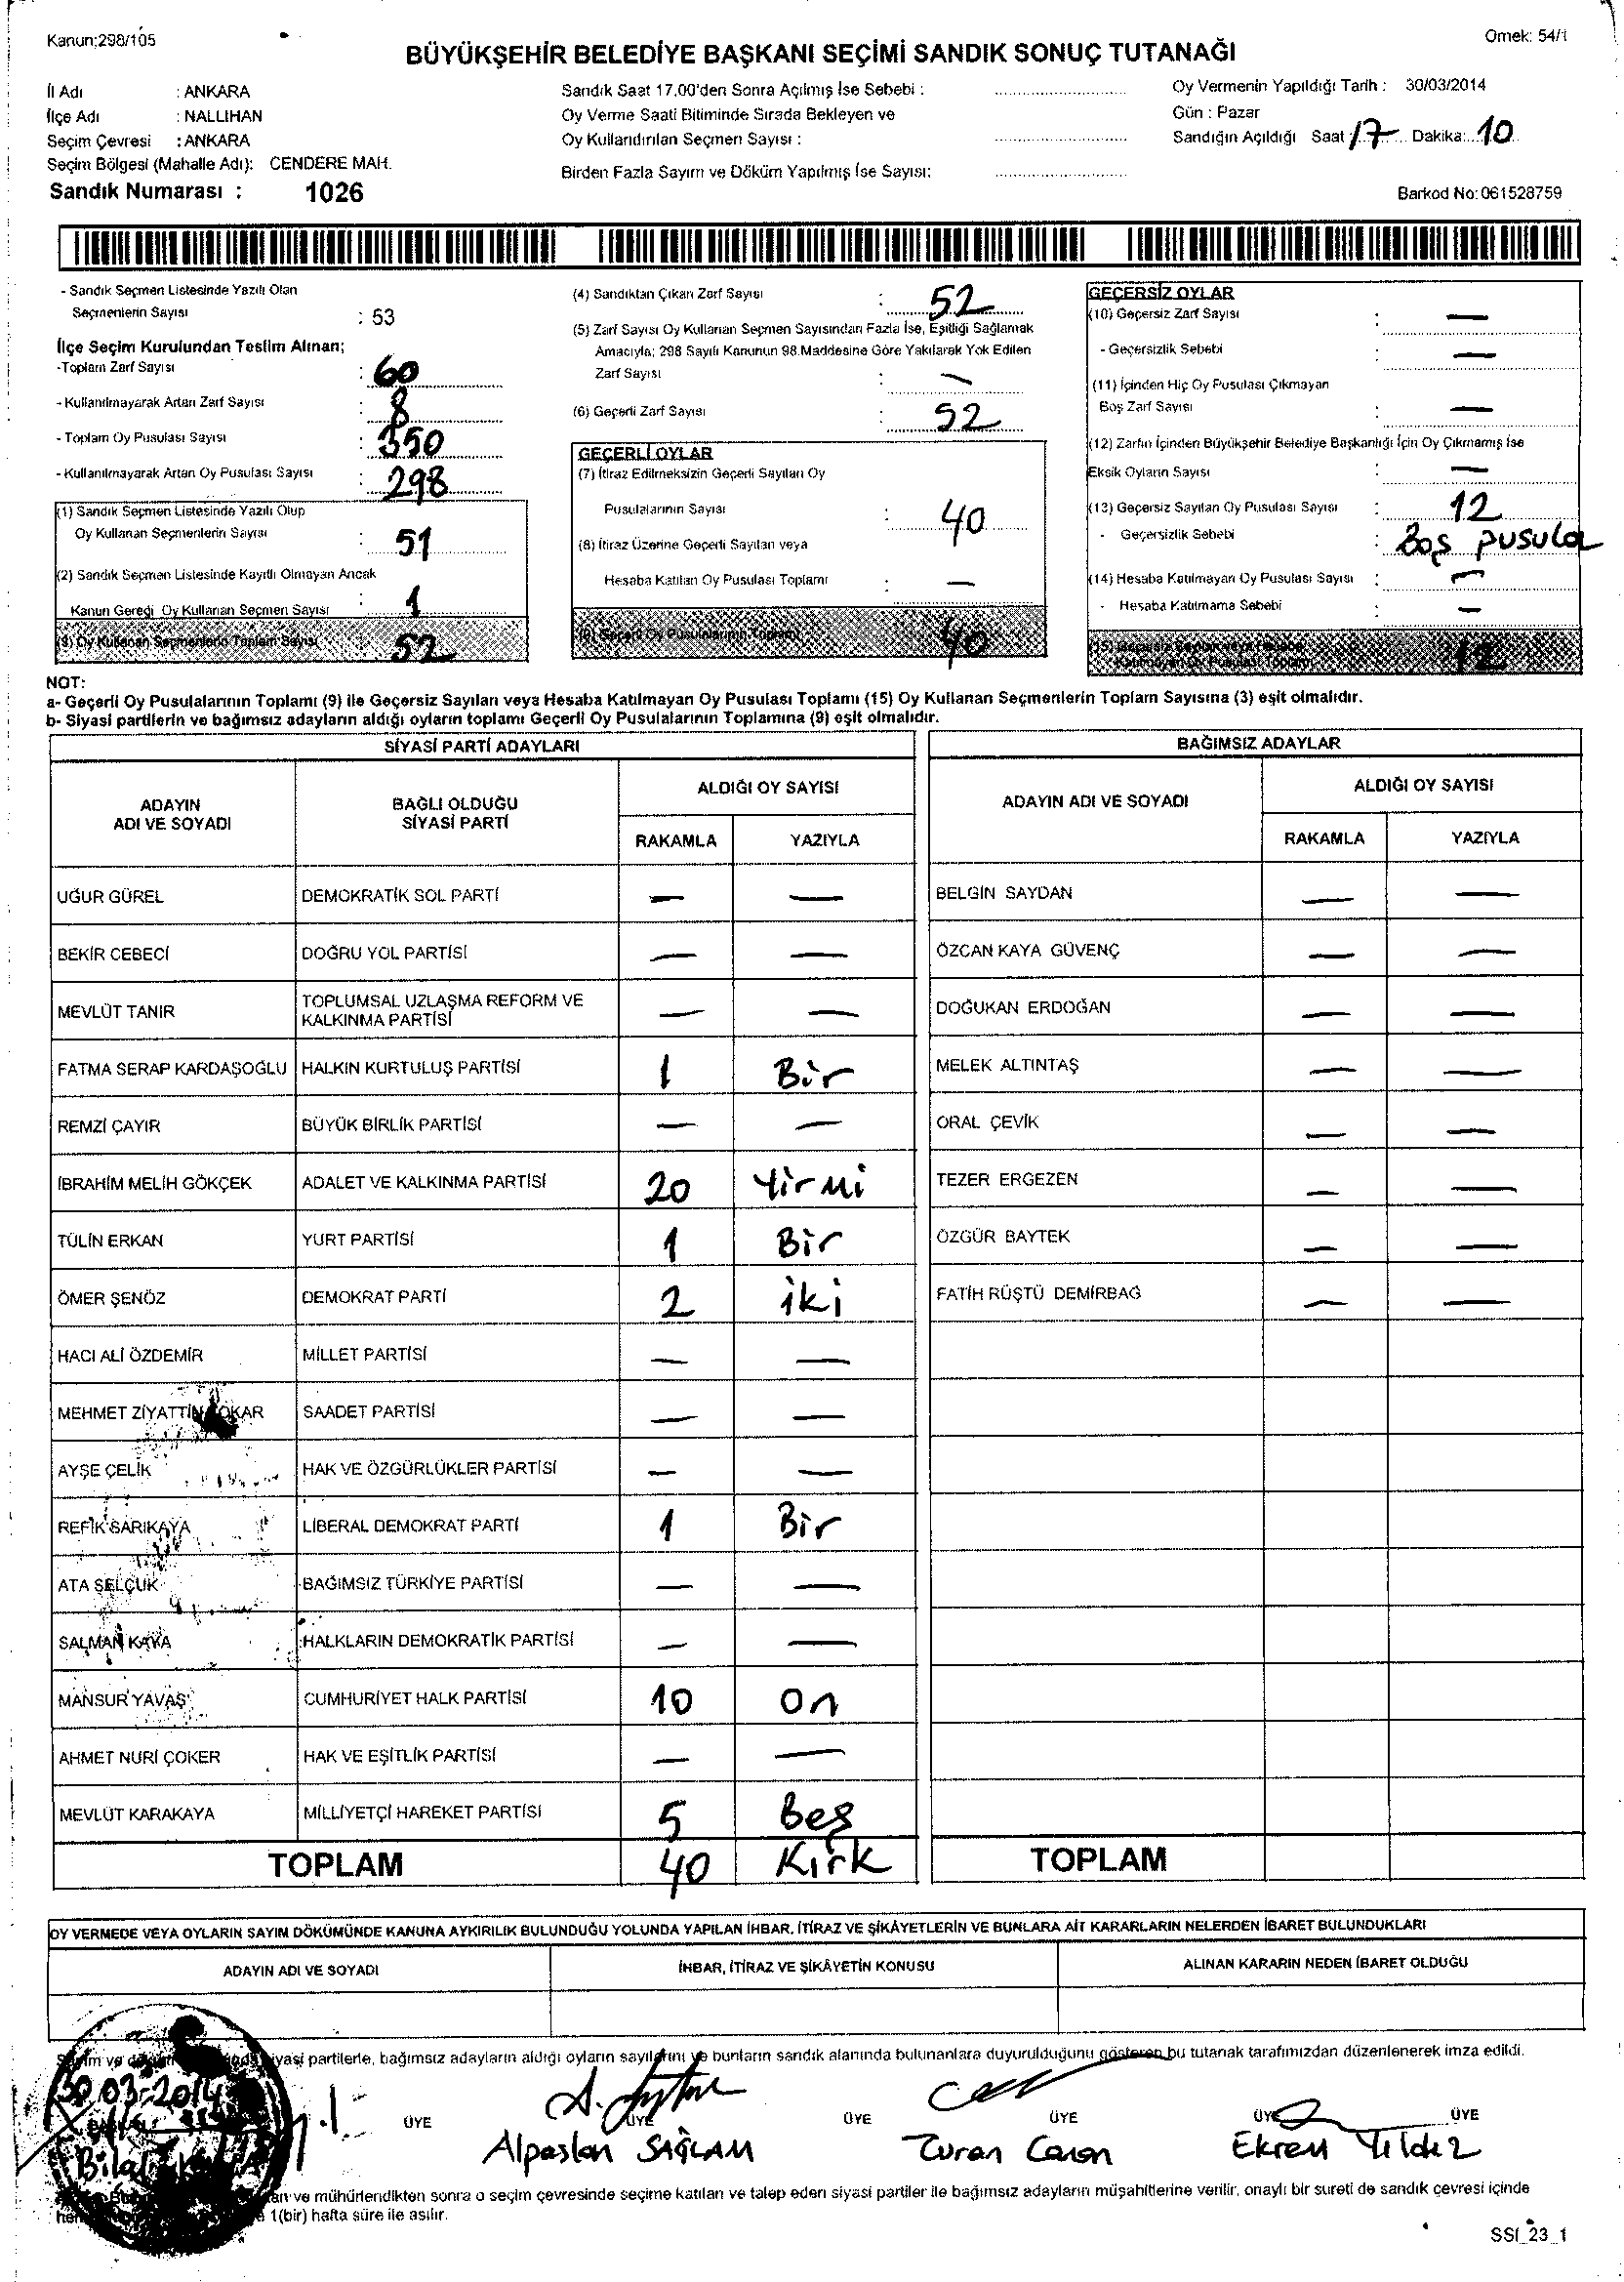 Kanun:298/105
Örnek: 54/1
BÜYÜKŞEHİR BELEDİYE BAŞKANI SEÇİMİ SANDIK SONUÇ TUTANAĞI
İl Adı : ANKARA
İlçe Adı : NALLIHAN
Seçim Çevresi : ANKARA
Seçim Bölgesi (Mahalle Adı): CENDERE MAH.
Sandık Numarası : 1026
Sandık Saat 17.00'den Sonra Açılmış İse Sebebi :
Oy Verme Saati Bitiminde Sırada Bekleyen ve
Oy Kullandırılan Seçmen Sayısı :
Birden Fazla Sayım ve Döküm Yapılmış İse Sayısı:
Oy Vermenin Yapıldığı Tarih : 30/03/2014
Gün : Pazar
Sandığın Açıldığı Saat 17 Dakika: 10
Barkod No: 061528759
- Sandık Seçmen Listesinde Yazılı Olan
Seçmenlerin Sayısı : 53
İlçe Seçim Kurulundan Teslim Alınan;
-Toplam Zarf Sayısı : 60
- Kullanılmayarak Artan Zarf Sayısı : 8
- Toplam Oy Pusulası Sayısı : 350
- Kullanılmayarak Artan Oy Pusulası Sayısı : 298
(1) Sandık Seçmen Listesinde Yazılı Olup
Oy Kullanan Seçmenlerin Sayısı : 51
(2) Sandık Seçmen Listesinde Kayıtlı Olmayan Ancak
Kanun Gereği Oy Kullanan Seçmen Sayısı : 1
(3) Oy Kullanan Seçmenlerin Toplam Sayısı 52
(4) Sandıktan Çıkan Zarf Sayısı : 52
(5) Zarf Sayısı Oy Kullanan Seçmen Sayısından Fazla İse, Eşitliği Sağlamak
Amacıyla; 298 Sayılı Kanunun 98.Maddesine Göre Yakılarak Yok Edilen
Zarf Sayısı : —
(6) Geçerli Zarf Sayısı : 52
GEÇERLİ OYLAR
(7) İtiraz Edilmeksizin Geçerli Sayılan Oy
Pusulalarının Sayısı : 40
(8) İtiraz Üzerine Geçerli Sayılan veya
Hesaba Katılan Oy Pusulası Toplamı : —
(9) Geçerli Oy Pusulalarının Toplamı 40
GEÇERSİZ OYLAR
(10) Geçersiz Zarf Sayısı : —
- Geçersizlik Sebebi : —
(11) İçinden Hiç Oy Pusulası Çıkmayan
Boş Zarf Sayısı : —
(12) Zarfın İçinden Büyükşehir Belediye Başkanlığı İçin Oy Çıkmamış İse
Eksik Oyların Sayısı : —
(13) Geçersiz Sayılan Oy Pusulası Sayısı : 12
- Geçersizlik Sebebi : Boş pusula
(14) Hesaba Katılmayan Oy Pusulası Sayısı : —
- Hesaba Katılmama Sebebi : —
(15) Geçersiz Sayılan veya Hesaba
Katılmayan Oy Pusulası Toplamı 12
NOT:
a- Geçerli Oy Pusulalarının Toplamı (9) ile Geçersiz Sayılan veya Hesaba Katılmayan Oy Pusulası Toplamı (15) Oy Kullanan Seçmenlerin Toplam Sayısına (3) eşit olmalıdır.
b- Siyasi partilerin ve bağımsız adayların aldığı oyların toplamı Geçerli Oy Pusulalarının Toplamına (9) eşit olmalıdır.
SİYASİ PARTİ ADAYLARI
ADAYIN ADI VE SOYADI
BAĞLI OLDUĞU SİYASİ PARTİ
ALDIĞI OY SAYISI
RAKAMLA YAZIYLA
UĞUR GÜREL DEMOKRATİK SOL PARTİ — —
BEKİR CEBECİ DOĞRU YOL PARTİSİ — —
MEVLÜT TANIR TOPLUMSAL UZLAŞMA REFORM VE KALKINMA PARTİSİ — —
FATMA SERAP KARDAŞOĞLU HALKIN KURTULUŞ PARTİSİ 1 Bir
REMZİ ÇAYIR BÜYÜK BİRLİK PARTİSİ — —
İBRAHİM MELİH GÖKÇEK ADALET VE KALKINMA PARTİSİ 20 Yirmi
TÜLİN ERKAN YURT PARTİSİ 1 Bir
ÖMER ŞENÖZ DEMOKRAT PARTİ 2 iki
HACI ALİ ÖZDEMİR MİLLET PARTİSİ — —
MEHMET ZİYATTİN OKAR SAADET PARTİSİ — —
AYŞE ÇELİK HAK VE ÖZGÜRLÜKLER PARTİSİ — —
REFİK SARIKAYA LİBERAL DEMOKRAT PARTİ 1 Bir
ATA SELÇUK BAĞIMSIZ TÜRKİYE PARTİSİ — —
SALMAN KAYA HALKLARIN DEMOKRATİK PARTİSİ — —
MANSUR YAVAŞ CUMHURİYET HALK PARTİSİ 10 On
AHMET NURİ ÇOKER HAK VE EŞİTLİK PARTİSİ — —
MEVLÜT KARAKAYA MİLLİYETÇİ HAREKET PARTİSİ 5 Beş
TOPLAM 40 Kırk
BAĞIMSIZ ADAYLAR
ADAYIN ADI VE SOYADI
ALDIĞI OY SAYISI
RAKAMLA YAZIYLA
BELGİN SAYDAN — —
ÖZCAN KAYA GÜVENÇ — —
DOĞUKAN ERDOĞAN — —
MELEK ALTINTAŞ — —
ORAL ÇEVİK — —
TEZER ERGEZEN — —
ÖZGÜR BAYTEK — —
FATİH RÜŞTÜ DEMİRBAĞ — —
TOPLAM
OY VERMEDE VEYA OYLARIN SAYIM DÖKÜMÜNDE KANUNA AYKIRILIK BULUNDUĞU YOLUNDA YAPILAN İHBAR, İTİRAZ VE ŞİKÂYETLERİN VE BUNLARA AİT KARARLARIN NELERDEN İBARET BULUNDUKLARI
ADAYIN ADI VE SOYADI
İHBAR, İTİRAZ VE ŞİKÂYETİN KONUSU
ALINAN KARARIN NEDEN İBARET OLDUĞU
siyasi partilerle, bağımsız adayların aldığı oyların sayılarını ve bunların sandık alanında bulunanlara duyurulduğunu gösteren bu tutanak tarafımızdan düzenlenerek imza edildi.
30.03.2014
ÜYE ÜYE ÜYE ÜYE ÜYE ÜYE
Bilal
Alpaslan SAĞLAM
Turan Canan
Ekrem Yıldız
ve mühürlendikten sonra o seçim çevresinde seçime katılan ve talep eden siyasi partiler ile bağımsız adayların müşahitlerine verilir, onaylı bir sureti de sandık çevresi içinde
1(bir) hafta süre ile asılır.
SSI_23_1